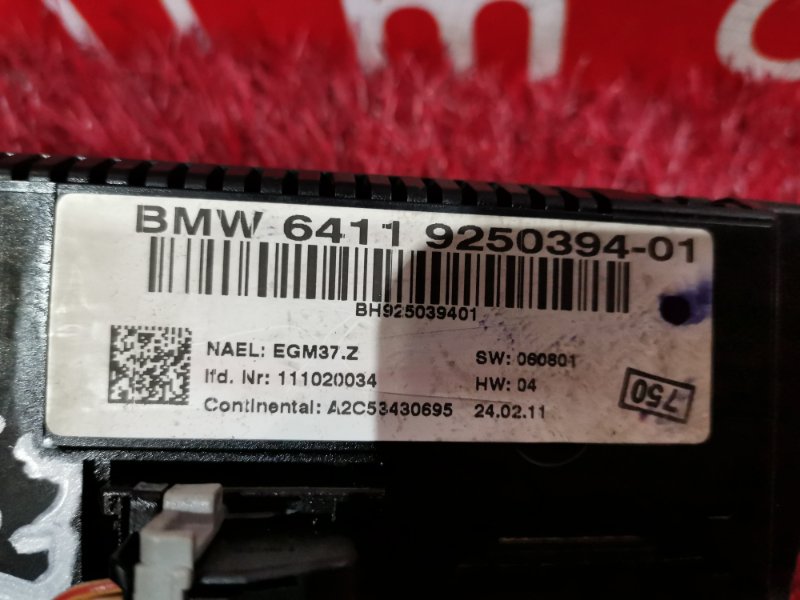 BMW 6411 9250394-01
BH925039401
NAEL: EGM37.Z
SW: 060801
lfd. Nr: 111020034
HW: 04
Continental: A2C53430695
24.02.11
750